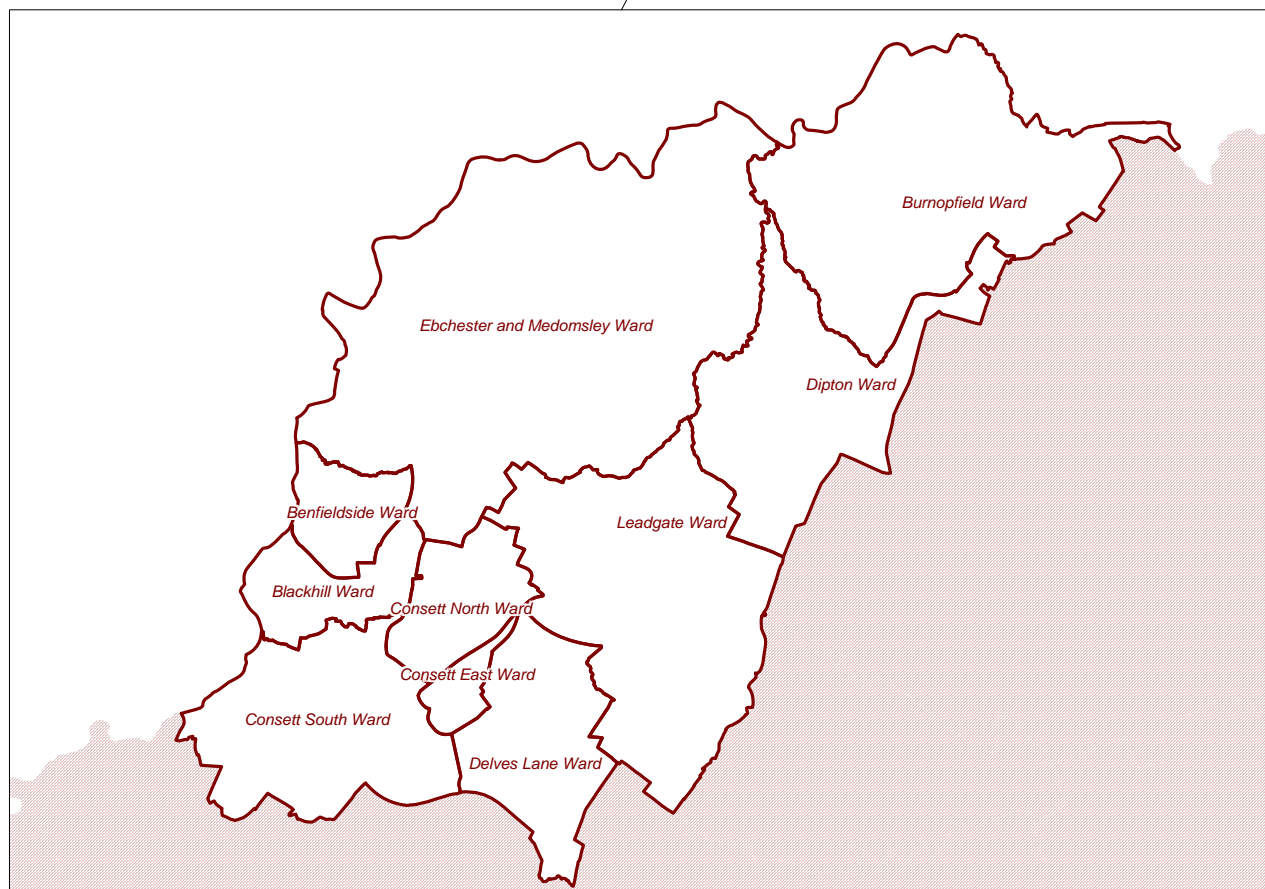 Burnopfield Ward
Ebchester and Medomsley Ward
Dipton Ward
Benfieldside Ward
Leadgate Ward
Blackhill Ward
Consett North Ward
Consett East Ward
Consett South Ward
Delves Lane Ward